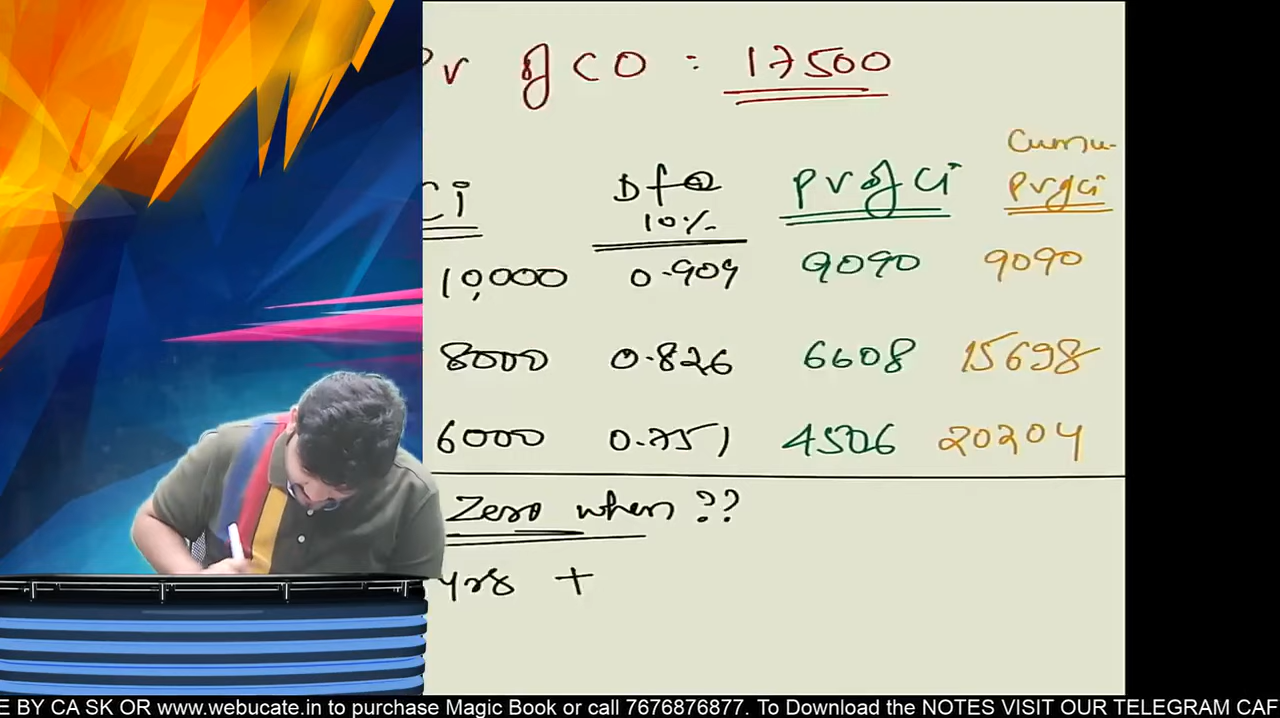 Pv of CO : 17500
Cumu-
Ci Df@ Pv of Ci Pv of Ci
10%
10,000 0.909 9090 9090
8000 0.826 6608 15698
6000 0.751 4506 20204
Zero when ??
yrs +
E BY CA SK OR www.webucate.in to purchase Magic Book or call 7676876877. To Download the NOTES VISIT OUR TELEGRAM CAF